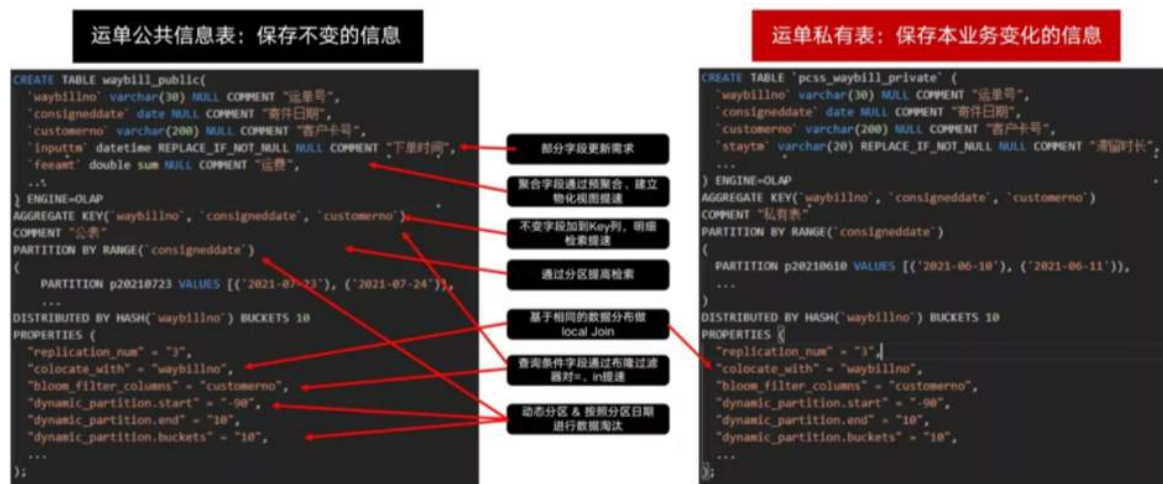 运单公共信息表：保存不变的信息
CREATE TABLE waybill_public(
`waybillno` varchar(30) NULL COMMENT "运单号",
`consigneddate` date NULL COMMENT "寄件日期",
`customerno` varchar(200) NULL COMMENT "客户卡号",
`inputtm` datetime REPLACE_IF_NOT_NULL NULL COMMENT "下单时间",
`feeamt` double sum NULL COMMENT "运费",
...
) ENGINE=OLAP
AGGREGATE KEY(`waybillno`, `consigneddate`, `customerno`)
COMMENT "公表"
PARTITION BY RANGE(`consigneddate`)
(
PARTITION p20210723 VALUES [('2021-07-23'), ('2021-07-24')),
...
DISTRIBUTED BY HASH(`waybillno`) BUCKETS 10
PROPERTIES (
"replication_num" = "3",
"colocate_with" = "waybillno",
"bloom_filter_columns" = "customerno",
"dynamic_partition.start" = "-90",
"dynamic_partition.end" = "10",
"dynamic_partition.buckets" = "10",
...
);
部分字段更新需求
聚合字段通过预聚合、建立
物化视图提速
不变字段加到Key列，明细
检索提速
通过分区提高检索
基于相同的数据分布做
local Join
查询条件字段通过布隆过滤
器对=、in提速
动态分区 & 按照分区日期
进行数据淘汰
运单私有表：保存本业务变化的信息
CREATE TABLE `pcss_waybill_private` (
`waybillno` varchar(30) NULL COMMENT "运单号",
`consigneddate` date NULL COMMENT "寄件日期",
`customerno` varchar(200) NULL COMMENT "客户卡号",
`staytm` varchar(20) REPLACE_IF_NOT_NULL NULL COMMENT "滞留时长",
...
) ENGINE=OLAP
AGGREGATE KEY(`waybillno`, `consigneddate`, `customerno`)
COMMENT "私有表"
PARTITION BY RANGE(`consigneddate`)
(
PARTITION p20210610 VALUES [('2021-06-10'), ('2021-06-11')),
...
)
DISTRIBUTED BY HASH(`waybillno`) BUCKETS 10
PROPERTIES (
"replication_num" = "3",
"colocate_with" = "waybillno",
"bloom_filter_columns" = "customerno",
"dynamic_partition.start" = "-90",
"dynamic_partition.end" = "10",
"dynamic_partition.buckets" = "10",
...
);